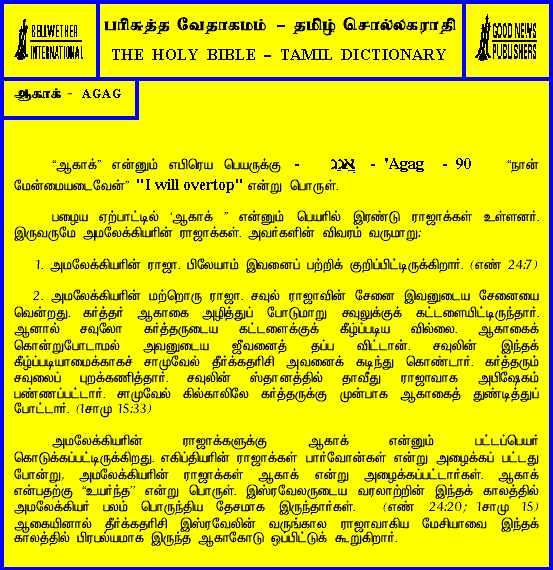 BELLWETHER
INTERNATIONAL
பரிசுத்த வேதாகமம் – தமிழ் சொல்லகராதி
THE HOLY BIBLE – TAMIL DICTIONARY
GOOD NEWS
PUBLISHERS
ஆகாக் - AGAG
“ஆகாக்” என்னும் எபிரெய பெயருக்கு - אֲגַג - 'Agag - 90 “நான்
மேன்மையடைவேன்” "I will overtop" என்று பொருள்.
பழைய ஏற்பாட்டில் ‘ஆகாக் ” என்னும் பெயரில் இரண்டு ராஜாக்கள் உள்ளனர்.
இருவருமே அமலேக்கியரின் ராஜாக்கள். அவர்களின் விவரம் வருமாறு;
1. அமலேக்கியரின் ராஜா. பிலேயாம் இவனைப் பற்றிக் குறிப்பிட்டிருக்கிறார். (எண் 24:7)
2. அமலேக்கியரின் மற்றொரு ராஜா. சவுல் ராஜாவின் சேனை இவனுடைய சேனையை
வென்றது. கர்த்தர் ஆகாகை அழித்துப் போடுமாறு சவுலுக்குக் கட்டளையிட்டிருந்தார்.
ஆனால் சவுலோ கர்த்தருடைய கட்டளைக்குக் கீழ்ப்படிய வில்லை. ஆகாகைக்
கொன்றுபோடாமல் அவனுடைய ஜீவனைத் தப்ப விட்டான். சவுலின் இந்தக்
கீழ்ப்படியாமைக்காகச் சாமுவேல் தீர்க்கதரிசி அவனைக் கடிந்து கொண்டார். கர்த்தரும்
சவுலைப் புறக்கணித்தார். சவுலின் ஸ்தானத்தில் தாவீது ராஜாவாக அபிஷேகம்
பண்ணப்பட்டார். சாமுவேல் கில்காலிலே கர்த்தருக்கு முன்பாக ஆகாகைத் துண்டித்துப்
போட்டார். (1சாமு 15:33)
அமலேக்கியரின் ராஜாக்களுக்கு ஆகாக் என்னும் பட்டப்பெயர்
கொடுக்கப்பட்டிருக்கிறது. எகிப்தியரின் ராஜாக்கள் பார்வோன்கள் என்று அழைக்கப் பட்டது
போன்று, அமலேக்கியரின் ராஜாக்கள் ஆகாக் என்று அழைக்கப்பட்டார்கள். ஆகாக்
என்பதற்கு “உயர்ந்த” என்று பொருள். இஸ்ரவேலருடைய வரலாற்றின் இந்தக் காலத்தில்
அமலேக்கியர் பலம் பொருந்திய தேசமாக இருந்தார்கள். (எண் 24:20; 1சாமு 15)
ஆகையினால் தீர்க்கதரிசி இஸ்ரவேலின் வருங்கால ராஜாவாகிய மேசியாவை இந்தக்
காலத்தில் பிரபல்யமாக இருந்த ஆகாகோடு ஒப்பிட்டுக் கூறுகிறார்.